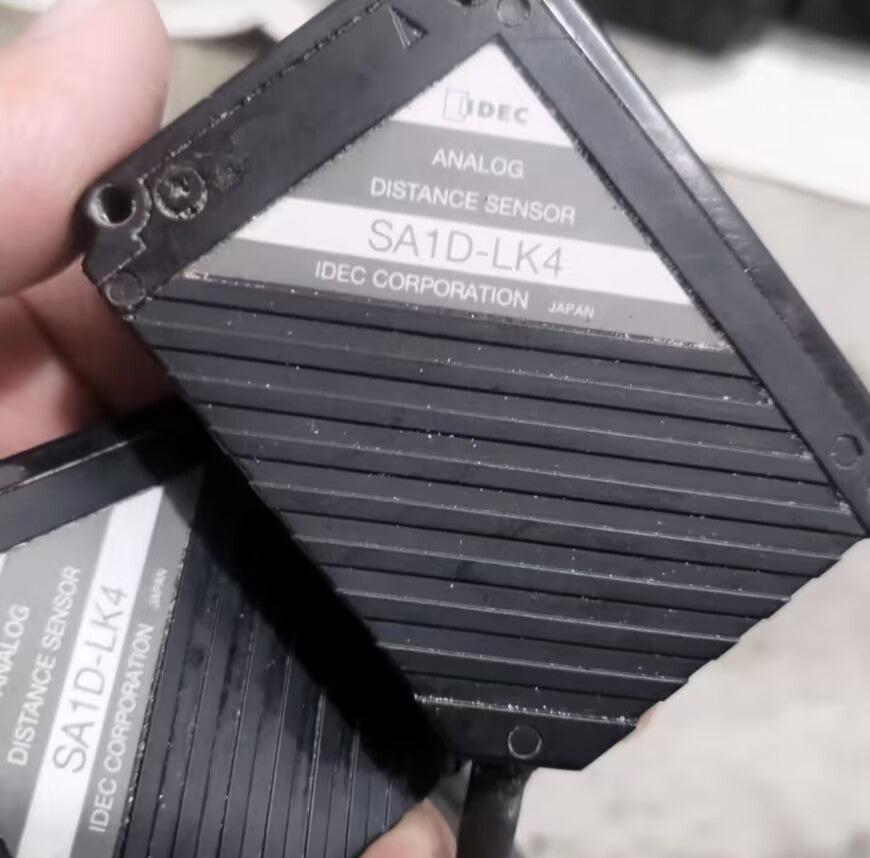 IDEC
ANALOG
DISTANCE SENSOR
SA1D-LK4
IDEC CORPORATION JAPAN
ANALOG
DISTANCE SENSOR
SA1D-LK4
IDEC CORPORATION JAPAN